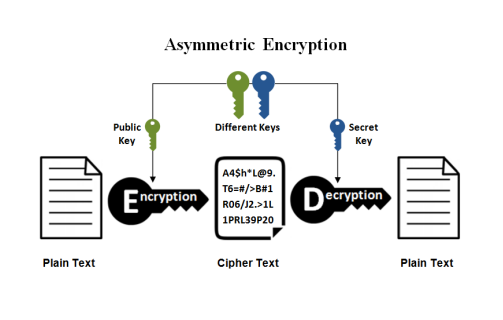 Asymmetric Encryption
Public
Key
Different Keys
Secret
Key
Encryption
A4$h*L@9.
T6=#/>B#1
R06/J2.>1L
1PRL39P20
Decryption
Plain Text
Cipher Text
Plain Text